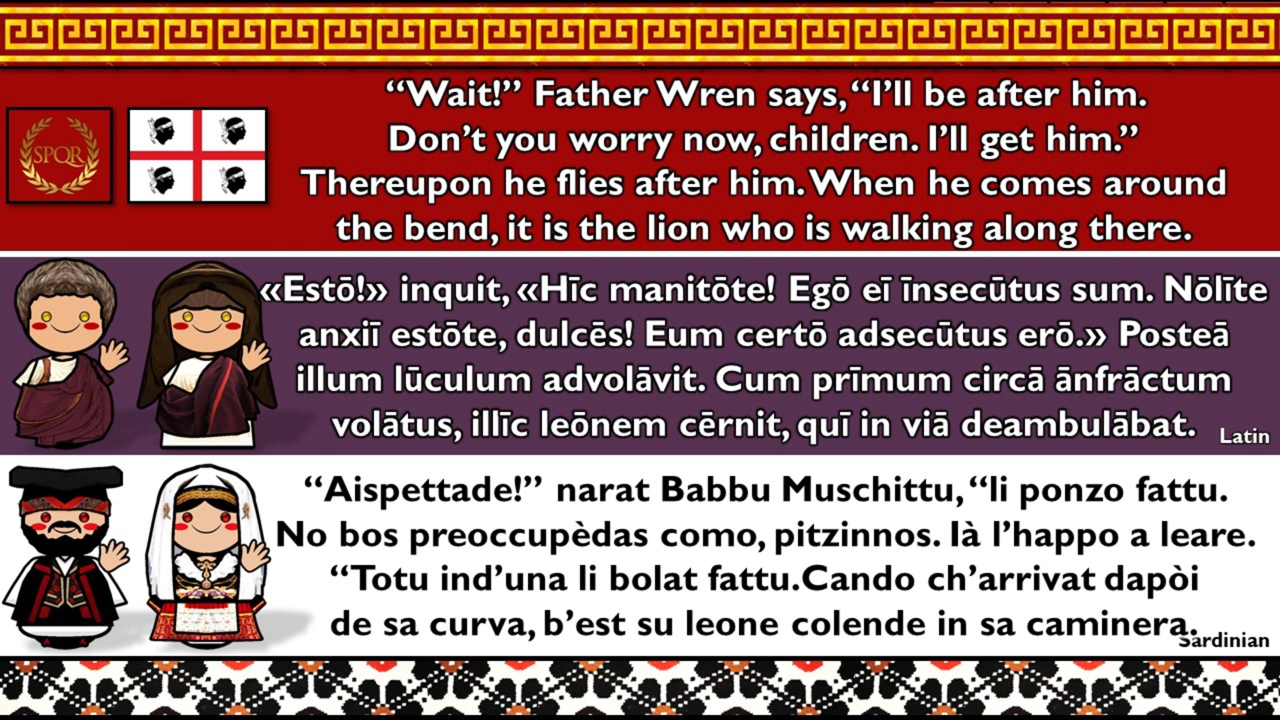 “Wait!” Father Wren says, “I’ll be after him.
Don’t you worry now, children. I’ll get him.”
Thereupon he flies after him. When he comes around
the bend, it is the lion who is walking along there.
SPQR
«Estō!» inquit, «Hīc manitōte! Egō eī īnsecūtus sum. Nōlīte
anxiī estōte, dulcēs! Eum certō adsecūtus erō.» Posteā
illum lūculum advolāvit. Cum prīmum circā ānfrāctum
volātus, illīc leōnem cērnit, quī in viā deambulābat.
Latin
“Aispettade!” narat Babbu Muschittu, “li ponzo fattu.
No bos preoccupèdas como, pitzinnos. Ià l’happo a leare.
“Totu ind’una li bolat fattu.Cando ch’arrivat dapòi
de sa curva, b’est su leone colende in sa caminera.
Sardinian